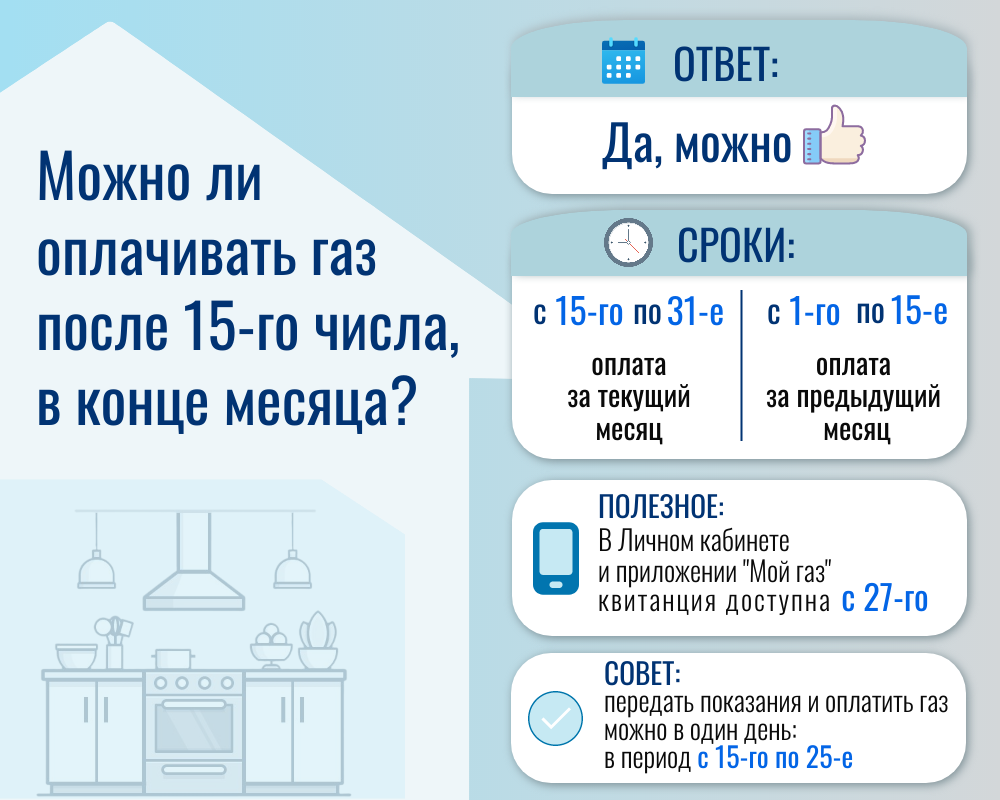 Можно ли
оплачивать газ
после 15-го числа,
в конце месяца?
ОТВЕТ:
Да, можно
СРОКИ:
с 15-го по 31-е
оплата
за текущий
месяц
с 1-го по 15-е
оплата
за предыдущий
месяц
ПОЛЕЗНОЕ:
В Личном кабинете
и приложении "Мой газ"
квитанция доступна с 27-го
СОВЕТ:
передать показания и оплатить газ
можно в один день:
в период с 15-го по 25-е